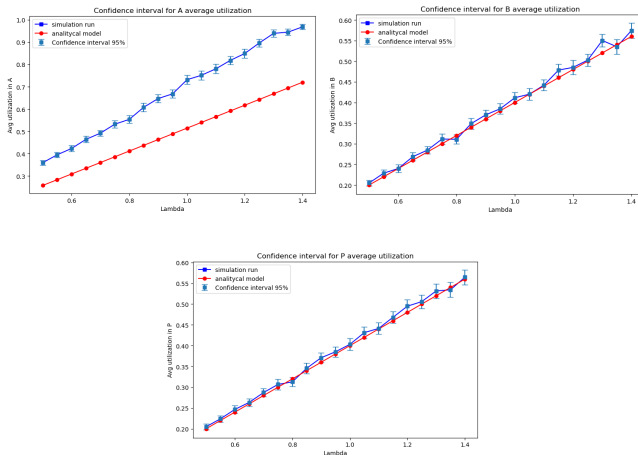 Confidence interval for A average utilization
simulation run
analitycal model
Confidence interval 95%
Avg utilization in A
1.0
0.9
0.8
0.7
0.6
0.5
0.4
0.3
0.6
0.8
1.0
1.2
1.4
Lambda
Confidence interval for B average utilization
simulation run
analitycal model
Confidence interval 95%
Avg utilization in B
0.60
0.55
0.50
0.45
0.40
0.35
0.30
0.25
0.20
0.6
0.8
1.0
1.2
1.4
Lambda
Confidence interval for P average utilization
simulation run
analitycal model
Confidence interval 95%
Avg utilization in P
0.60
0.55
0.50
0.45
0.40
0.35
0.30
0.25
0.20
0.6
0.8
1.0
1.2
1.4
Lambda